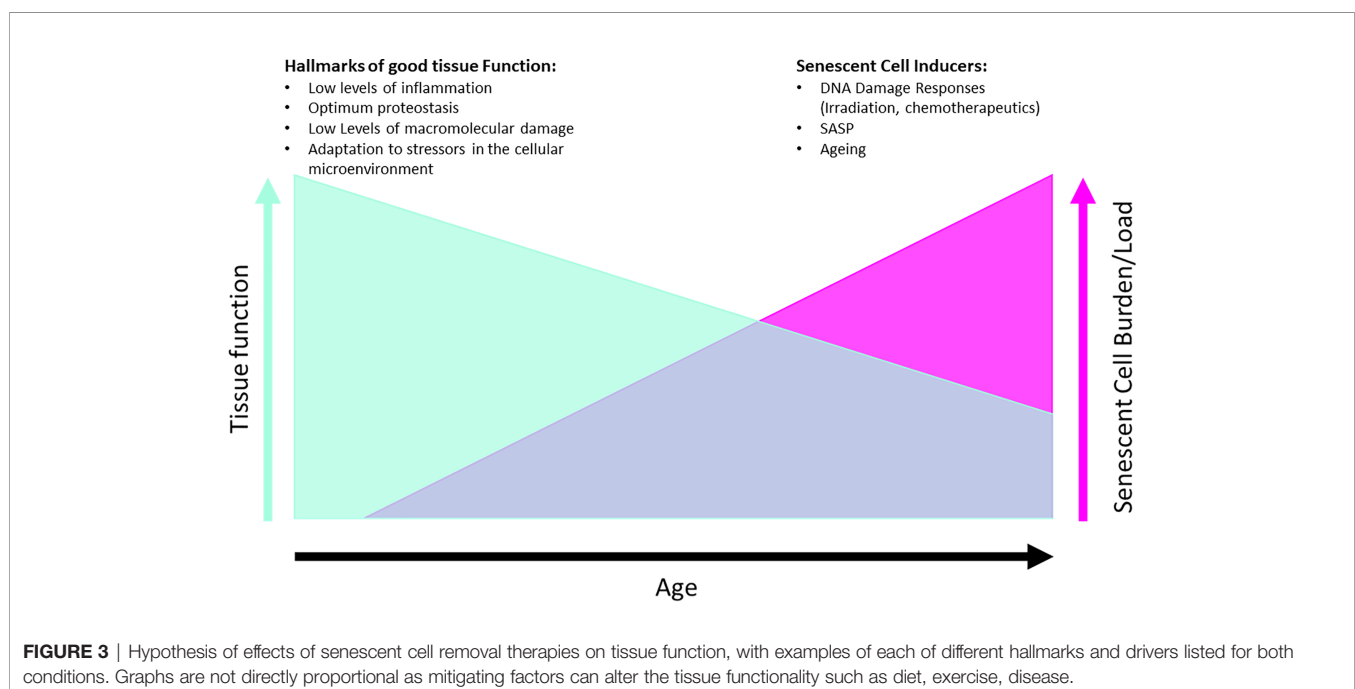 Hallmarks of good tissue Function:
• Low levels of inflammation
• Optimum proteostasis
• Low Levels of macromolecular damage
• Adaptation to stressors in the cellular
microenvironment
Senescent Cell Inducers:
• DNA Damage Responses
(Irradiation, chemotherapeutics)
• SASP
• Ageing
Tissue function
Senescent Cell Burden/Load
Age
FIGURE 3 | Hypothesis of effects of senescent cell removal therapies on tissue function, with examples of each of different hallmarks and drivers listed for both
conditions. Graphs are not directly proportional as mitigating factors can alter the tissue functionality such as diet, exercise, disease.